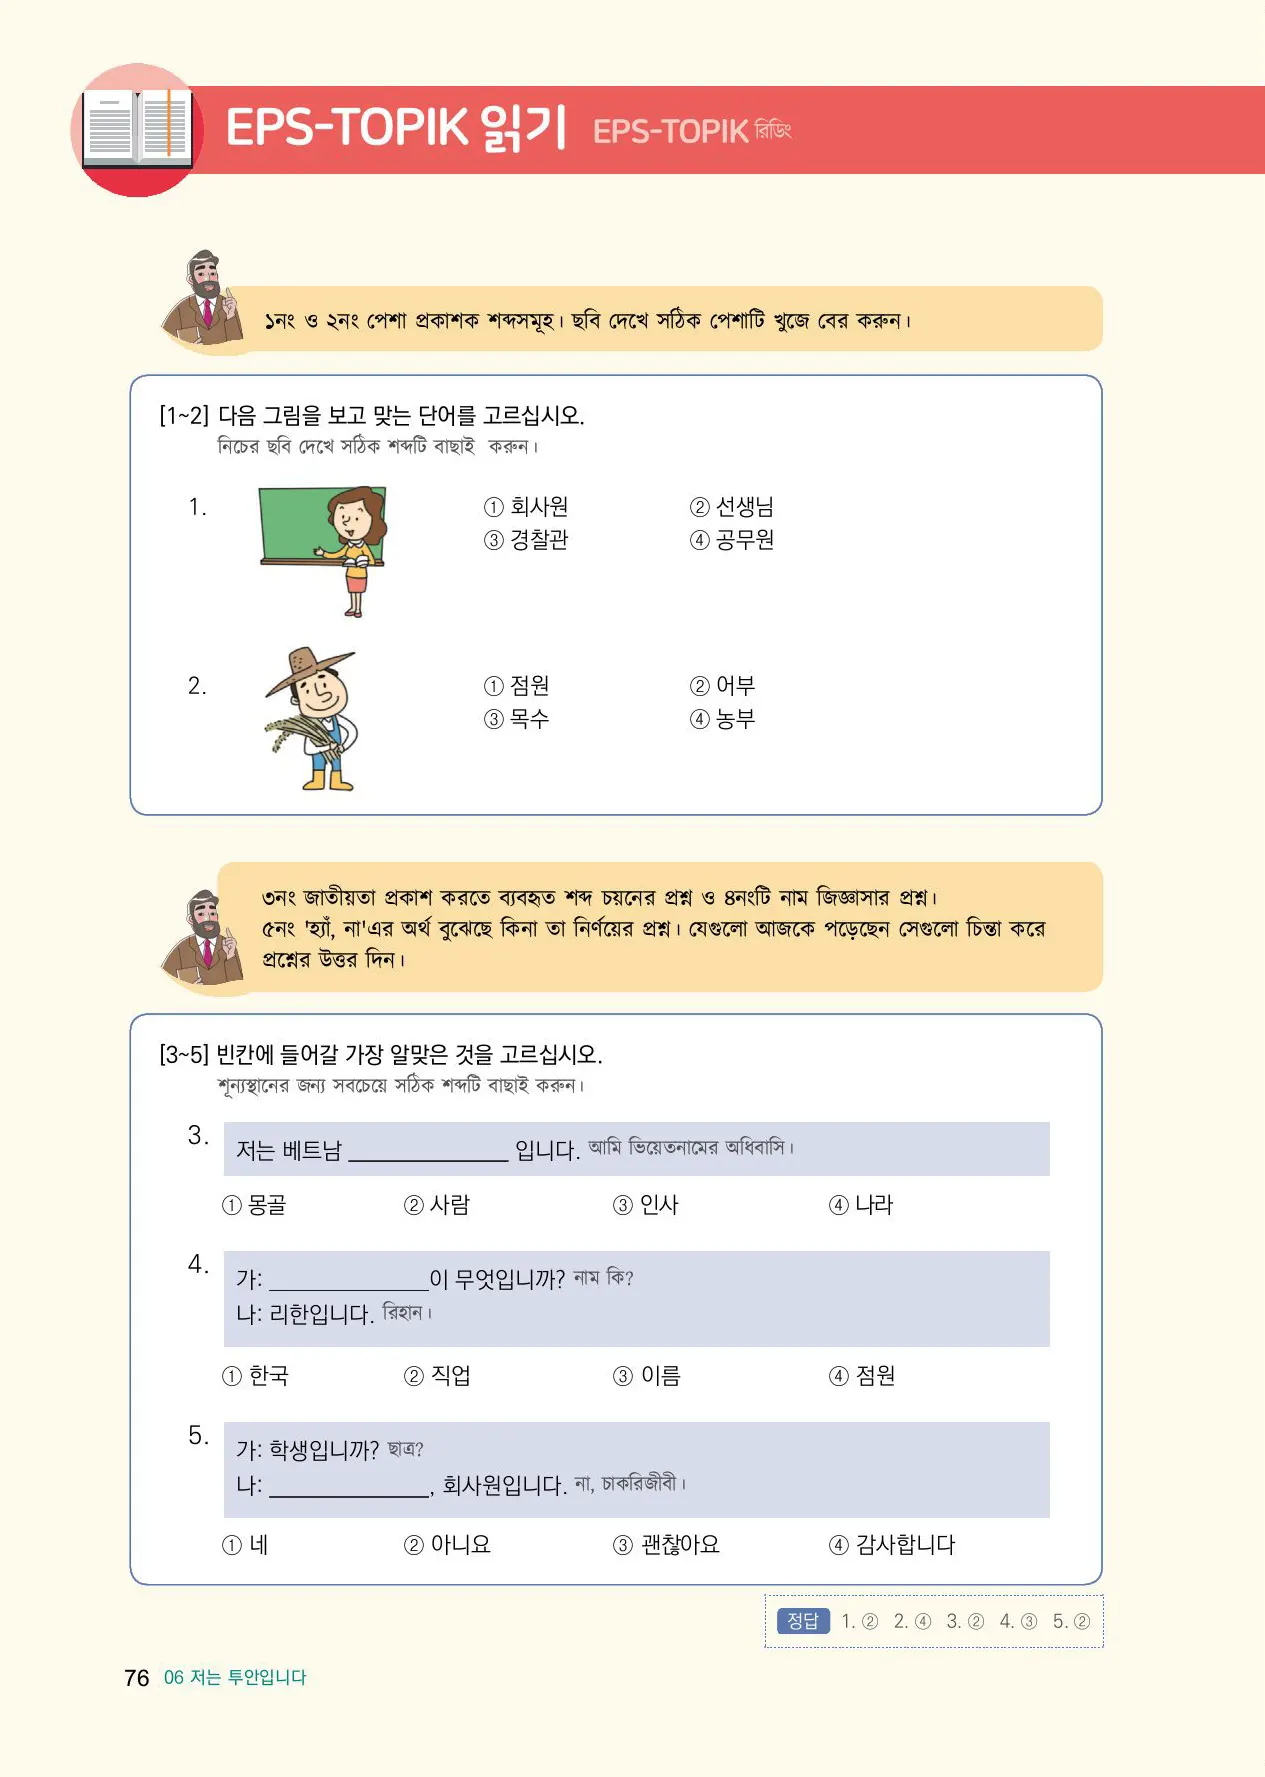 EPS-TOPIK 읽기 EPS-TOPIK রিডিং
১নং ও ২নং পেশা প্রকাশক শব্দসমূহ। ছবি দেখে সঠিক পেশাটি খুজে বের করুন।
[1~2] 다음 그림을 보고 맞는 단어를 고르십시오.
নিচের ছবি দেখে সঠিক শব্দটি বাছাই করুন।
1. ① 회사원 ② 선생님
③ 경찰관 ④ 공무원
2. ① 점원 ② 어부
③ 목수 ④ 농부
৩নং জাতীয়তা প্রকাশ করতে ব্যবহৃত শব্দ চয়নের প্রশ্ন ও ৪নংটি নাম জিজ্ঞাসার প্রশ্ন।
৫নং 'হ্যাঁ, না'এর অর্থ বুঝেছে কিনা তা নির্ণয়ের প্রশ্ন। যেগুলো আজকে পড়েছেন সেগুলো চিন্তা করে
প্রশ্নের উত্তর দিন।
[3~5] 빈칸에 들어갈 가장 알맞은 것을 고르십시오.
শূন্যস্থানের জন্য সবচেয়ে সঠিক শব্দটি বাছাই করুন।
3. 저는 베트남 ______________ 입니다. আমি ভিয়েতনামের অধিবাসি।
① 몽골 ② 사람 ③ 인사 ④ 나라
4. 가: ______________이 무엇입니까? নাম কি?
나: 리한입니다. রিহান।
① 한국 ② 직업 ③ 이름 ④ 점원
5. 가: 학생입니까? ছাত্র?
나: ______________, 회사원입니다. না, চাকরিজীবী।
① 네 ② 아니요 ③ 괜찮아요 ④ 감사합니다
정답 1. ② 2. ④ 3. ② 4. ③ 5. ②
76 06 저는 투안입니다